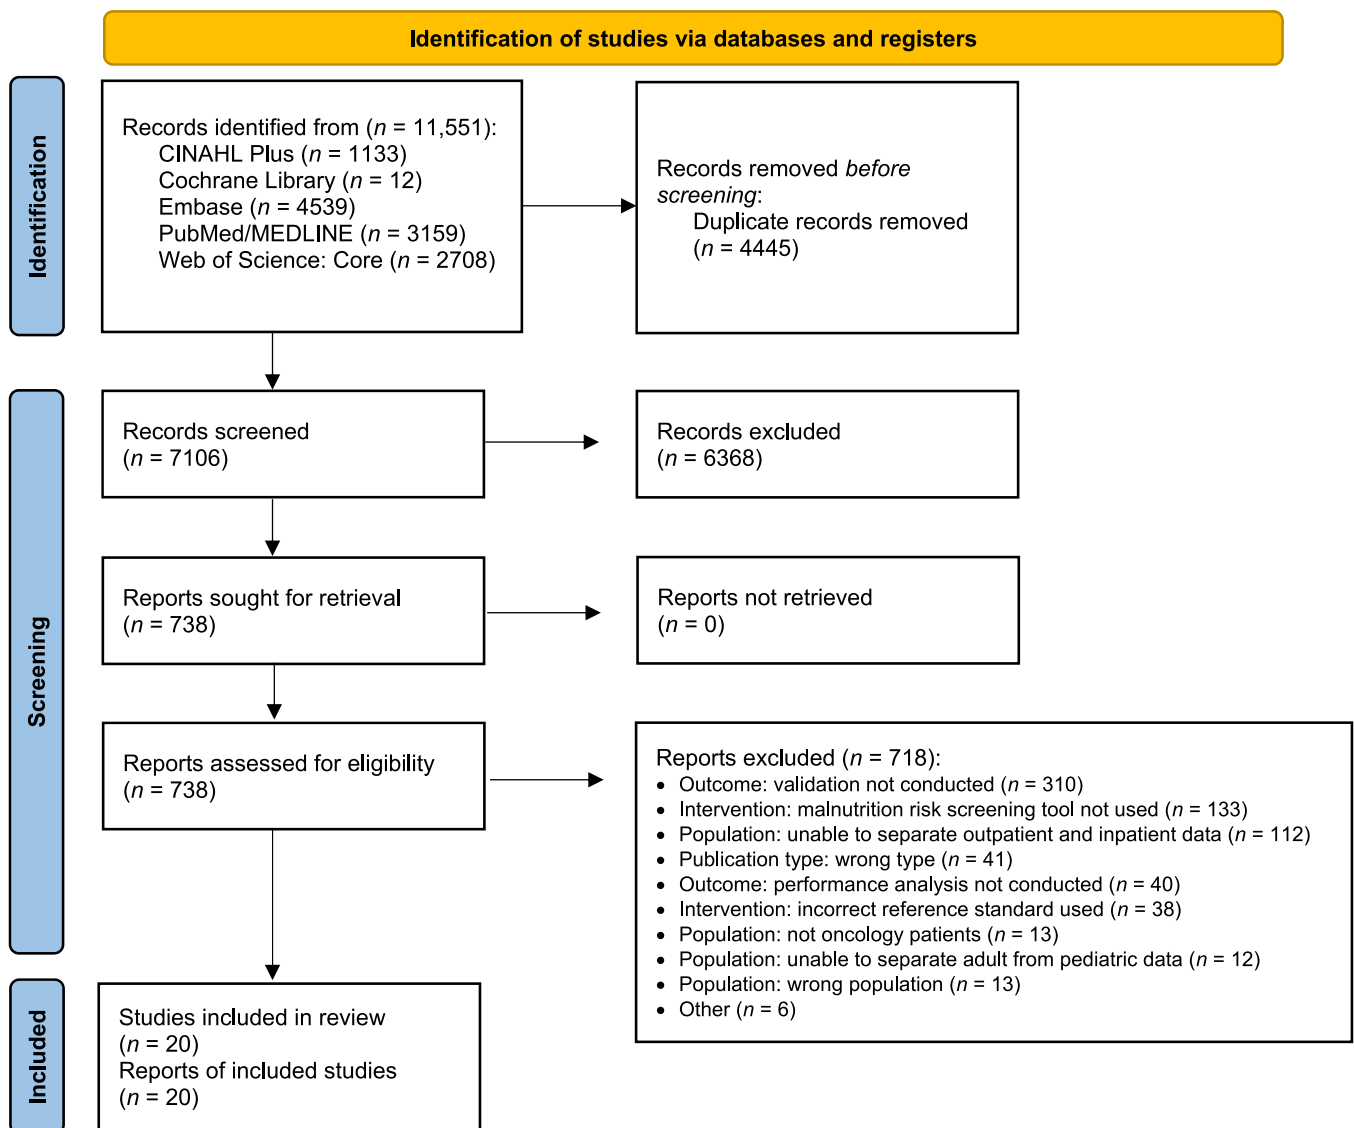 Identification of studies via databases and registers
Identification
Records identified from (n = 11,551):
CINAHL Plus (n = 1133)
Cochrane Library (n = 12)
Embase (n = 4539)
PubMed/MEDLINE (n = 3159)
Web of Science: Core (n = 2708)
Records removed before
screening:
Duplicate records removed
(n = 4445)
Screening
Records screened
(n = 7106)
Records excluded
(n = 6368)
Reports sought for retrieval
(n = 738)
Reports not retrieved
(n = 0)
Reports assessed for eligibility
(n = 738)
Reports excluded (n = 718):
• Outcome: validation not conducted (n = 310)
• Intervention: malnutrition risk screening tool not used (n = 133)
• Population: unable to separate outpatient and inpatient data (n = 112)
• Publication type: wrong type (n = 41)
• Outcome: performance analysis not conducted (n = 40)
• Intervention: incorrect reference standard used (n = 38)
• Population: not oncology patients (n = 13)
• Population: unable to separate adult from pediatric data (n = 12)
• Population: wrong population (n = 13)
• Other (n = 6)
Included
Studies included in review
(n = 20)
Reports of included studies
(n = 20)